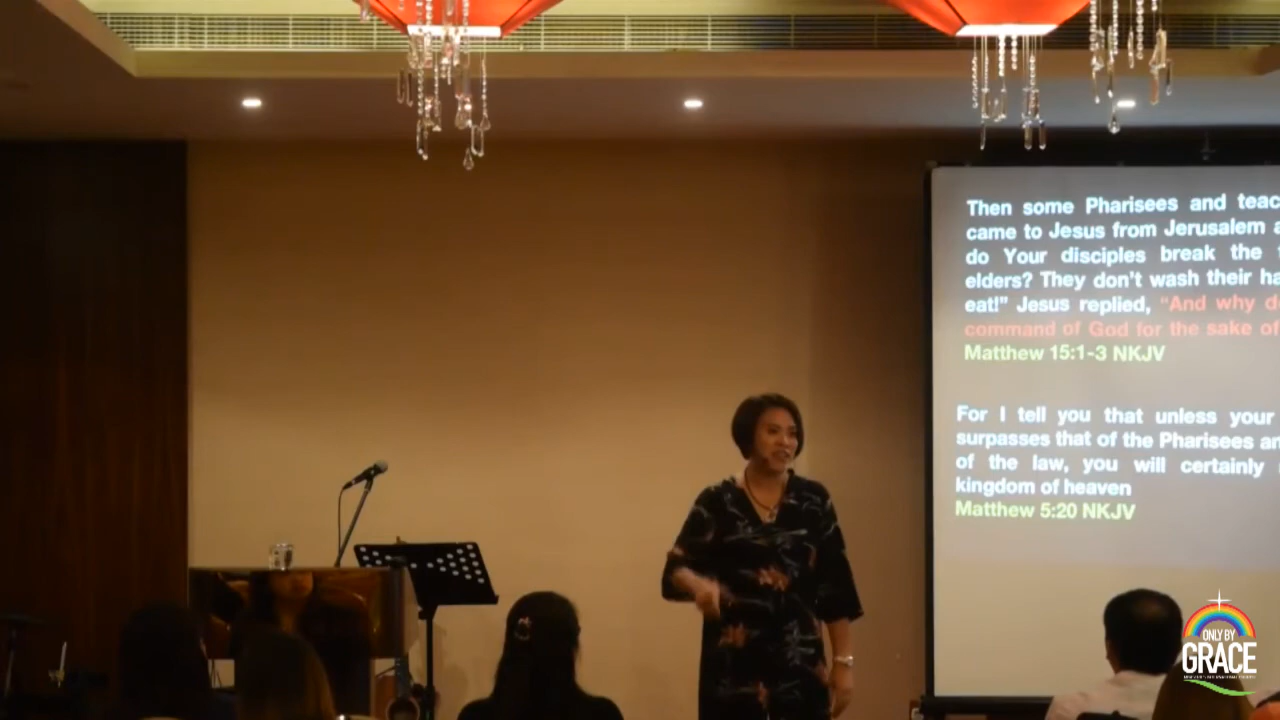 Then some Pharisees and teac
came to Jesus from Jerusalem a
do Your disciples break the t
elders? They don't wash their ha
eat!" Jesus replied, "And why d
command of God for the sake of
Matthew 15:1-3 NKJV
For I tell you that unless your
surpasses that of the Pharisees an
of the law, you will certainly
kingdom of heaven
Matthew 5:20 NKJV
ONLY BY
GRACE